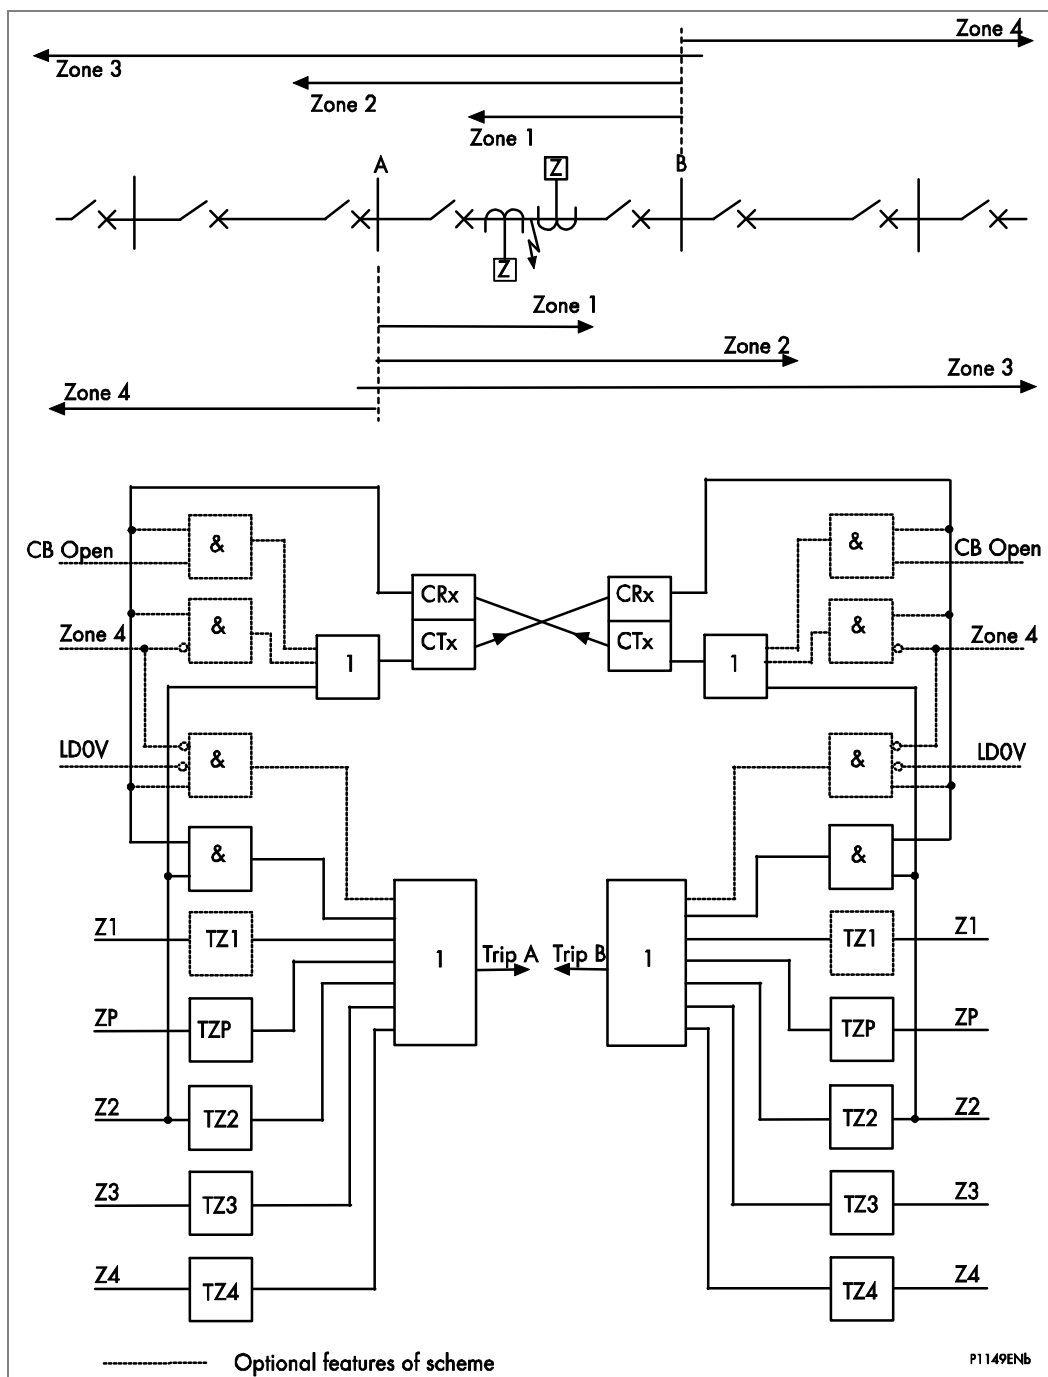 Zone 4
Zone 3
Zone 2
Zone 1
A
B
Z
Z
Zone 1
Zone 2
Zone 3
Zone 4
& &
CB Open CB Open
CRx CRx
& &
Zone 4 Zone 4
CTx CTx
1 1
LD0V LD0V
& &
& &
Z1 TZ1 TZ1 Z1
1 Trip A Trip B 1
ZP TZP TZP ZP
Z2 TZ2 TZ2 Z2
Z3 TZ3 TZ3 Z3
Z4 TZ4 TZ4 Z4
Optional features of scheme
P1149ENb